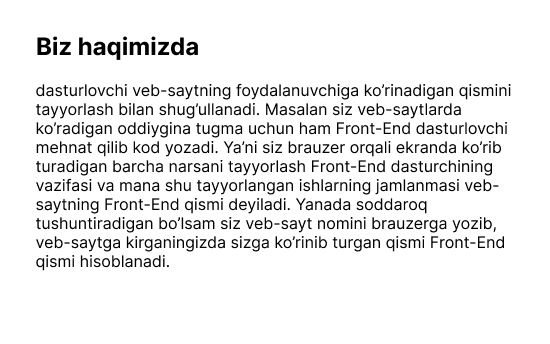 Biz haqimizda
dasturlovchi veb-saytning foydalanuvchiga ko’rinadigan qismini
tayyorlash bilan shug’ullanadi. Masalan siz veb-saytlarda
ko’radigan oddiygina tugma uchun ham Front-End dasturlovchi
mehnat qilib kod yozadi. Ya’ni siz brauzer orqali ekranda ko’rib
turadigan barcha narsani tayyorlash Front-End dasturchining
vazifasi va mana shu tayyorlangan ishlarning jamlanmasi veb-
saytning Front-End qismi deyiladi. Yanada soddaroq
tushuntiradigan bo’lsam siz veb-sayt nomini brauzerga yozib,
veb-saytga kirganingizda sizga ko’rinib turgan qismi Front-End
qismi hisoblanadi.